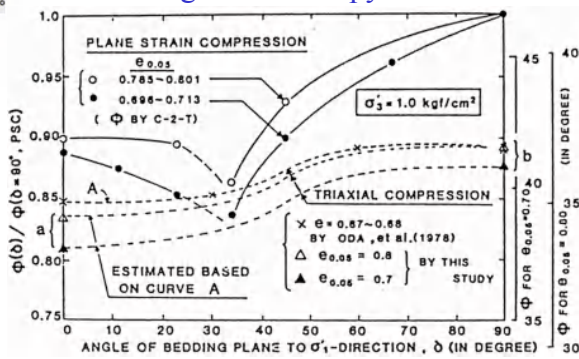 1.0
PLANE STRAIN COMPRESSION
e0.05
0.785~0.801
0.696~0.713
( Φ BY C-2-T)
σ3'=1.0 kgf/cm²
0.95
0.90
0.85
0.80
0.75
Φ(δ)/Φ(δ=90°, PSC)
A
a
b
TRIAXIAL COMPRESSION
e=0.67~0.68
BY ODA, et al.(1978)
e0.05 = 0.8
e0.05 = 0.7
BY THIS
STUDY
ESTIMATED BASED
ON CURVE A
0 10 20 30 40 50 60 70 80 90
ANGLE OF BEDDING PLANE TO σ1'-DIRECTION, δ (IN DEGREE)
45
40
35
Φ FOR e0.05=0.70
(IN DEGREE)
40
35
30
Φ FOR e0.05=0.80
(IN DEGREE)